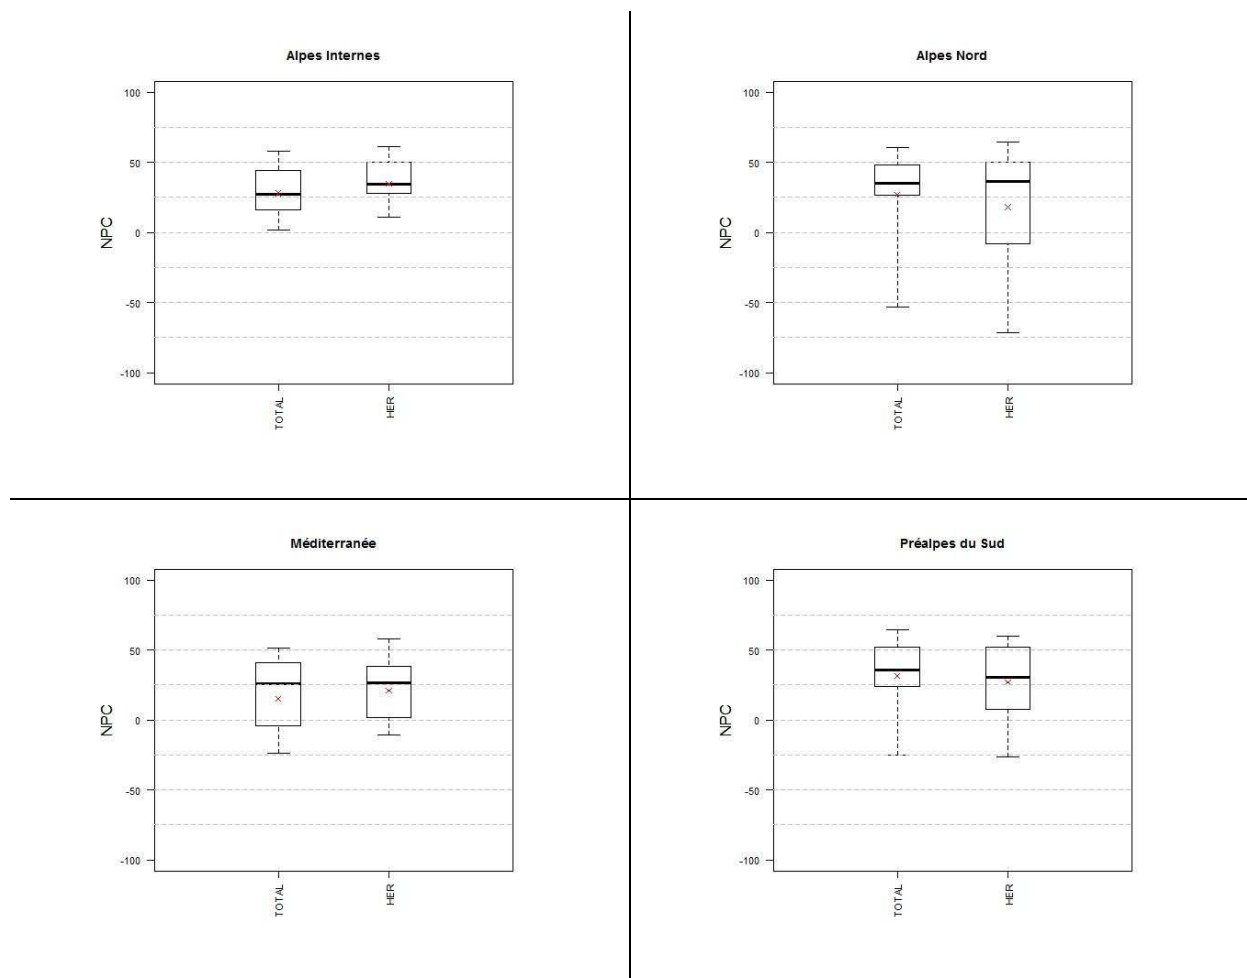 Alpes Internes
100
50
0
-50
-100
NPC
TOTAL
HER
Alpes Nord
100
50
0
-50
-100
NPC
TOTAL
HER
Méditerranée
100
50
0
-50
-100
NPC
TOTAL
HER
Préalpes du Sud
100
50
0
-50
-100
NPC
TOTAL
HER